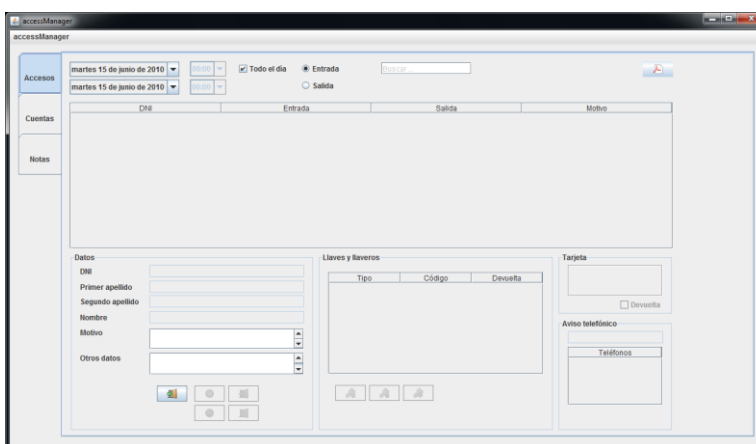 accessManager
accessManager
Accesos
Cuentas
Notas
martes 15 de junio de 2010 00:00 Todo el día Entrada Buscar...
martes 15 de junio de 2010 00:00 Salida
DNI Entrada Salida Motivo
Datos
DNI
Primer apellido
Segundo apellido
Nombre
Motivo
Otros datos
Llaves y llaveros
Tipo Código Devuelta
Tarjeta
Devuelta
Aviso telefónico
Teléfonos